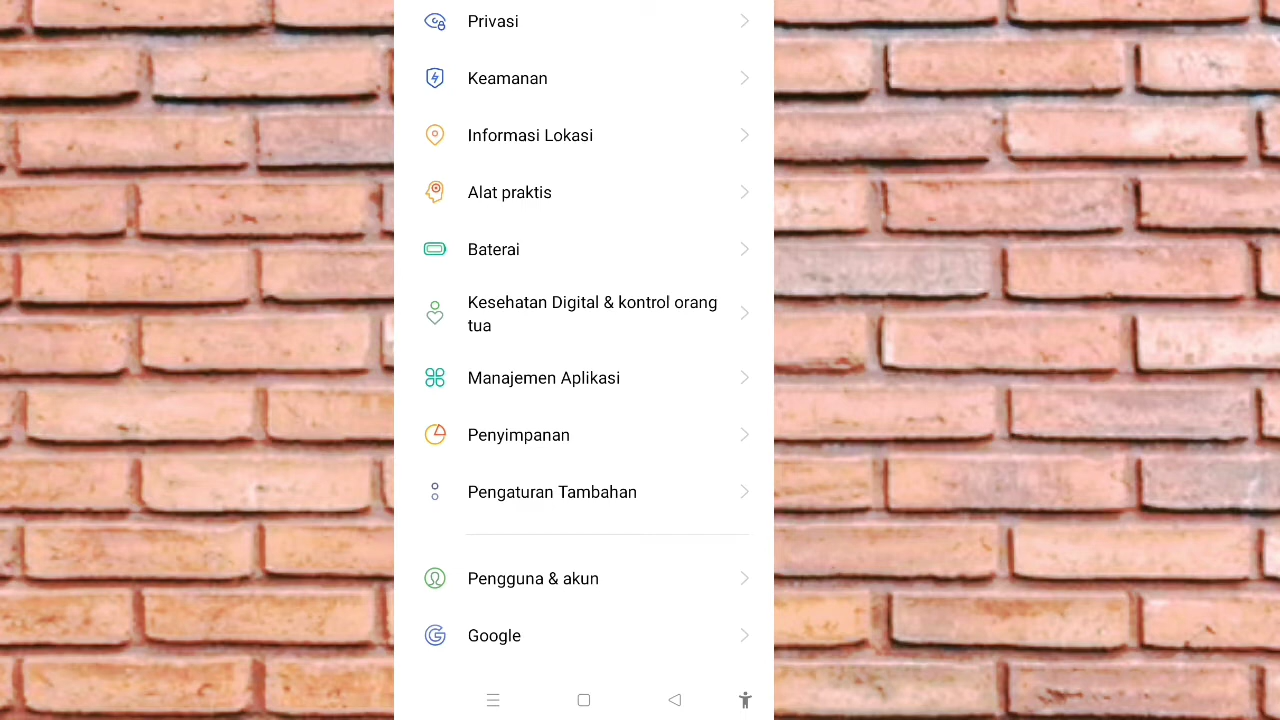 Privasi
Keamanan
Informasi Lokasi
Alat praktis
Baterai
Kesehatan Digital & kontrol orang
tua
Manajemen Aplikasi
Penyimpanan
Pengaturan Tambahan
Pengguna & akun
Google